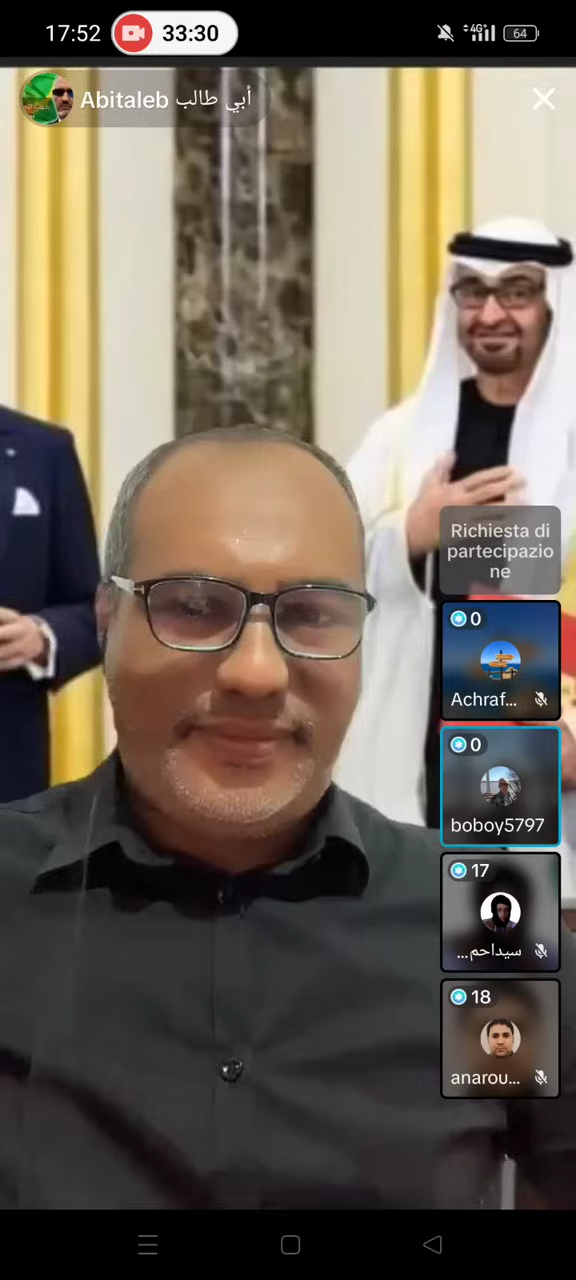 17:52
33:30
4G+
64
Abitaleb أبي طالب
Richiesta di
partecipazio
ne
0
Achraf...
0
boboy5797
17
سيداحم...
18
anarou...